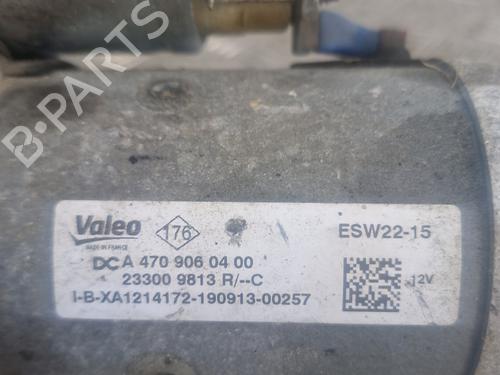 B-PARTS
Valeo
MADE IN FRANCE
176
ESW22-15
DC A 470 906 04 00
23300 9813 R/--C
12V
I-B-XA1214172-190913-00257